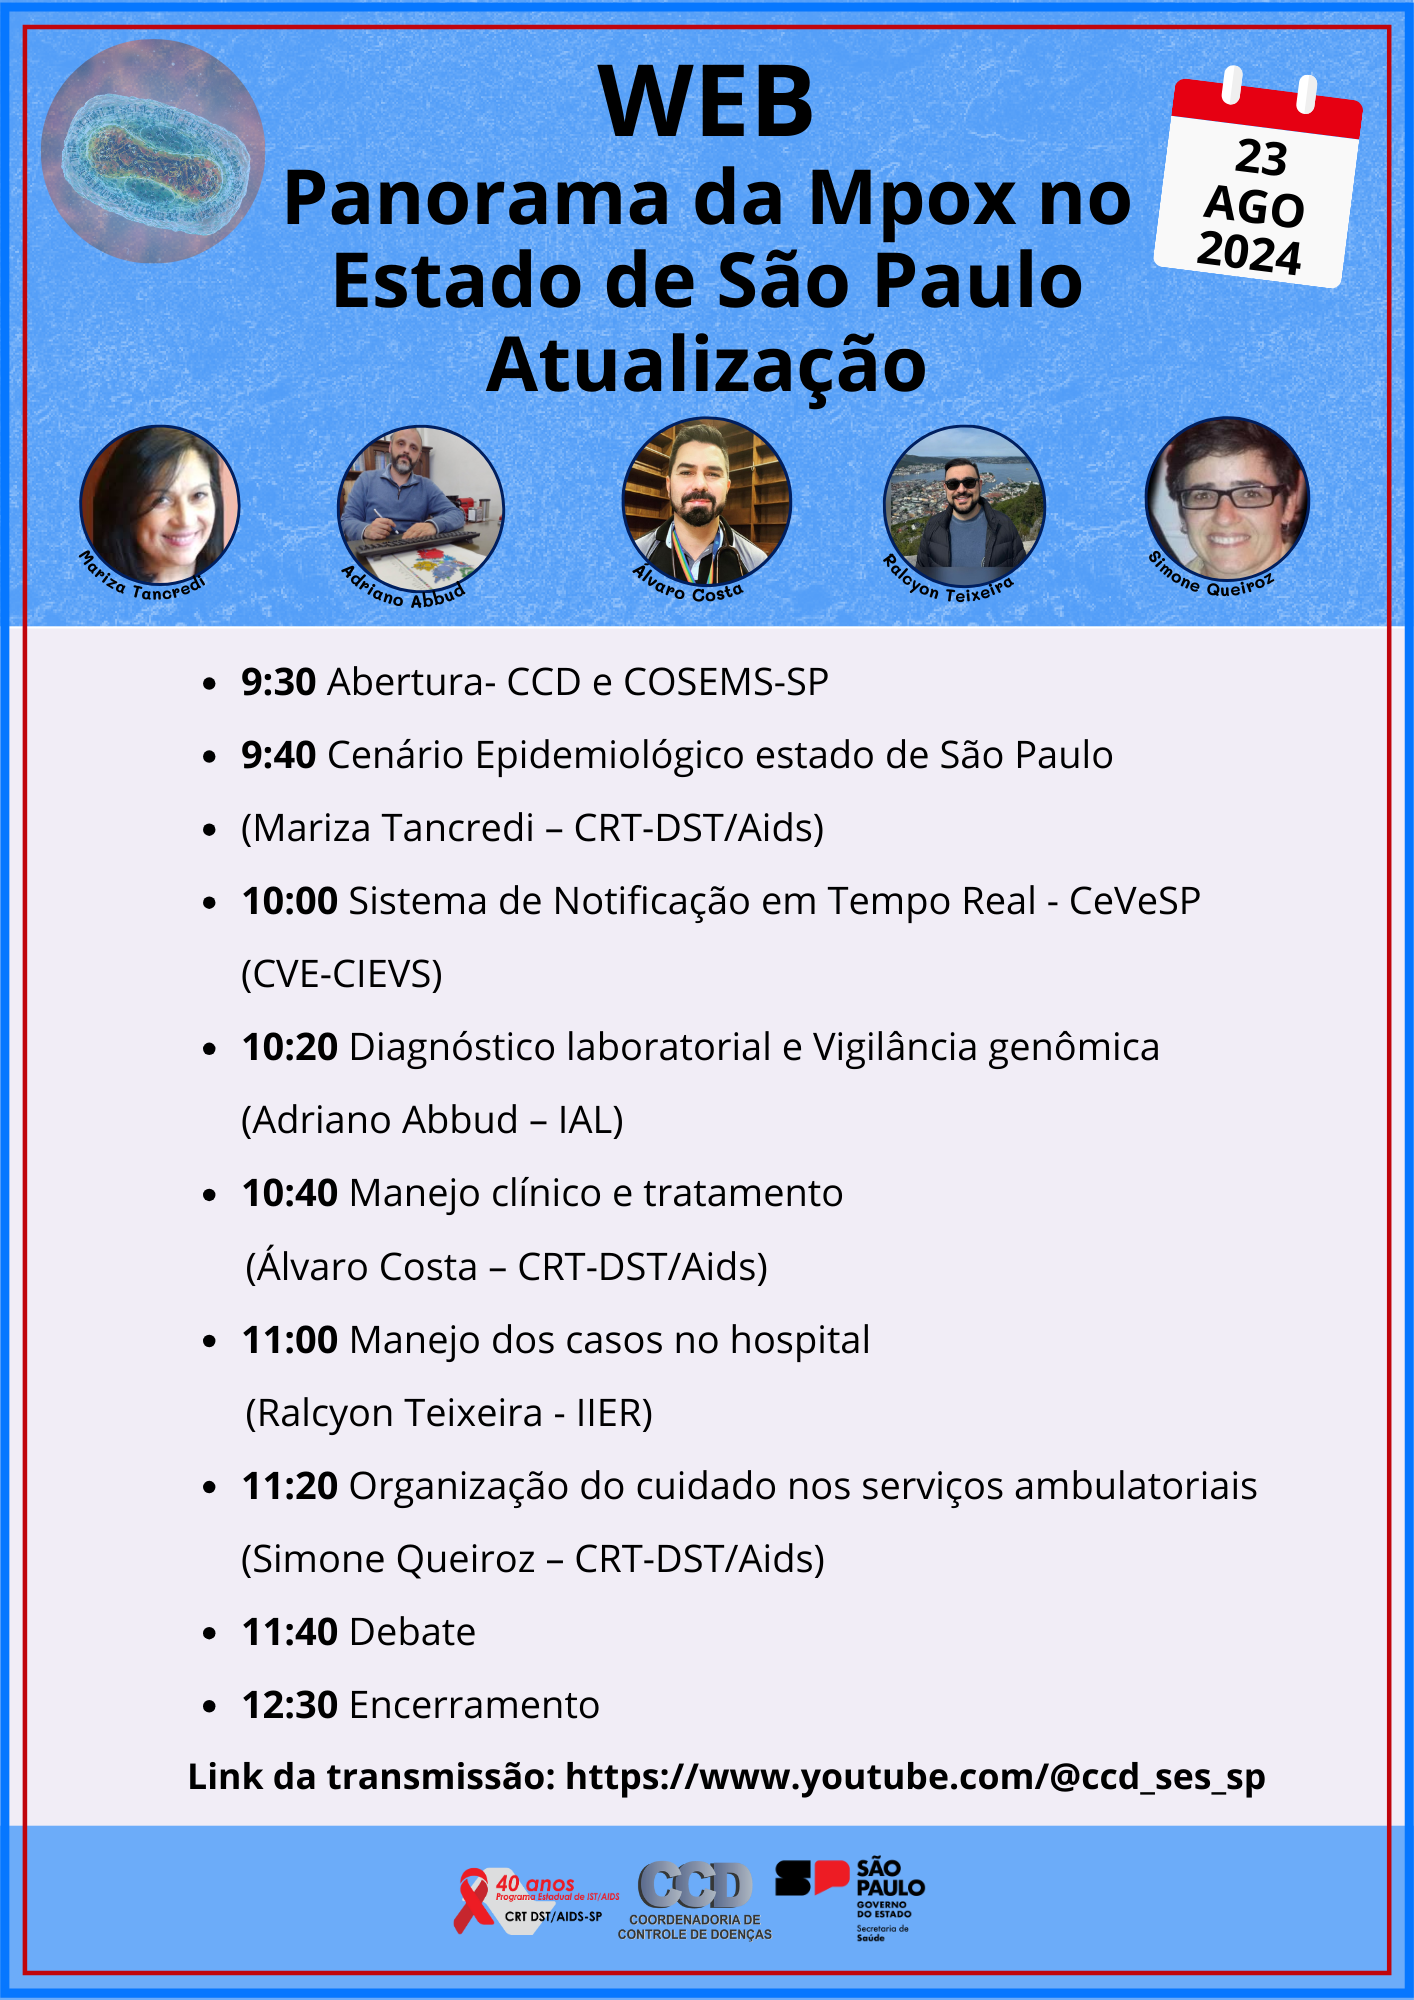 WEB
Panorama da Mpox no
Estado de São Paulo
Atualização
23
AGO
2024
Mariza Tancredi
Adriano Abbud
Álvaro Costa
Ralcyon Teixeira
Simone Queiroz
• 9:30 Abertura- CCD e COSEMS-SP
• 9:40 Cenário Epidemiológico estado de São Paulo
• (Mariza Tancredi – CRT-DST/Aids)
• 10:00 Sistema de Notificação em Tempo Real - CeVeSP
(CVE-CIEVS)
• 10:20 Diagnóstico laboratorial e Vigilância genômica
(Adriano Abbud – IAL)
• 10:40 Manejo clínico e tratamento
(Álvaro Costa – CRT-DST/Aids)
• 11:00 Manejo dos casos no hospital
(Ralcyon Teixeira - IIER)
• 11:20 Organização do cuidado nos serviços ambulatoriais
(Simone Queiroz – CRT-DST/Aids)
• 11:40 Debate
• 12:30 Encerramento
Link da transmissão: https://www.youtube.com/@ccd_ses_sp
40 anos
Programa Estadual de IST/AIDS
CRT DST/AIDS-SP
CCD
COORDENADORIA DE
CONTROLE DE DOENÇAS
SP
SÃO
PAULO
GOVERNO
DO ESTADO
Secretaria de
Saúde